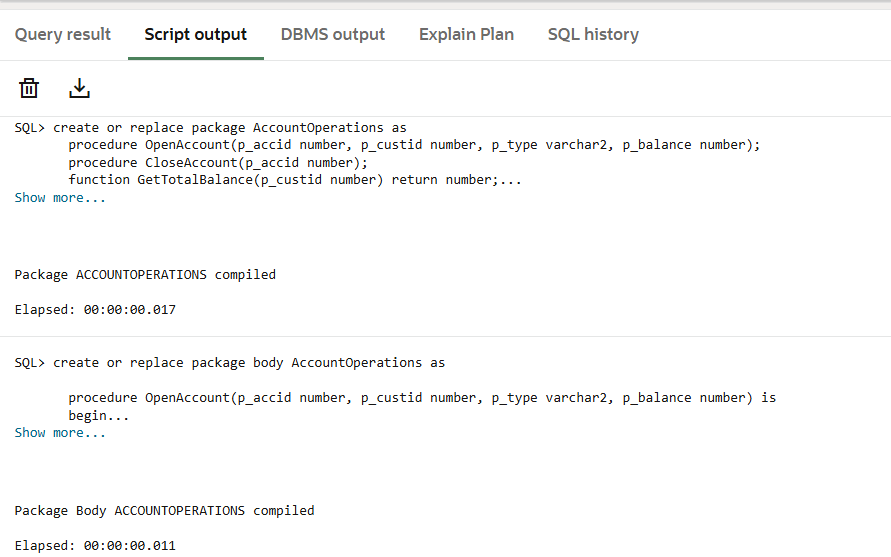 Query result Script output DBMS output Explain Plan SQL history
SQL> create or replace package AccountOperations as
procedure OpenAccount(p_accid number, p_custid number, p_type varchar2, p_balance number);
procedure CloseAccount(p_accid number);
function GetTotalBalance(p_custid number) return number;...
Show more...
Package ACCOUNTOPERATIONS compiled
Elapsed: 00:00:00.017
SQL> create or replace package body AccountOperations as
procedure OpenAccount(p_accid number, p_custid number, p_type varchar2, p_balance number) is
begin...
Show more...
Package Body ACCOUNTOPERATIONS compiled
Elapsed: 00:00:00.011